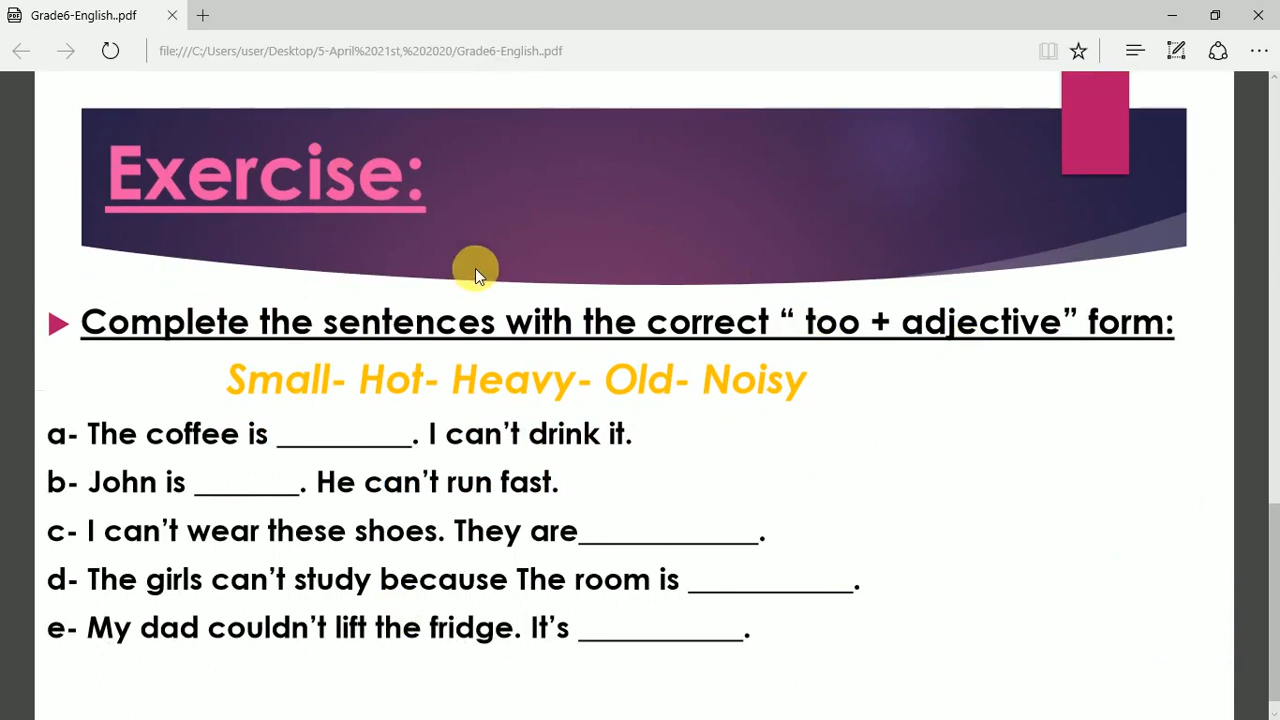 Grade6-English..pdf
file:///C:/Users/user/Desktop/5-April%2021st,%202020/Grade6-English..pdf
Exercise:
Complete the sentences with the correct “ too + adjective” form:
Small- Hot- Heavy- Old- Noisy
a- The coffee is _________. I can’t drink it.
b- John is _______. He can’t run fast.
c- I can’t wear these shoes. They are____________.
d- The girls can’t study because The room is ___________.
e- My dad couldn’t lift the fridge. It’s ___________.